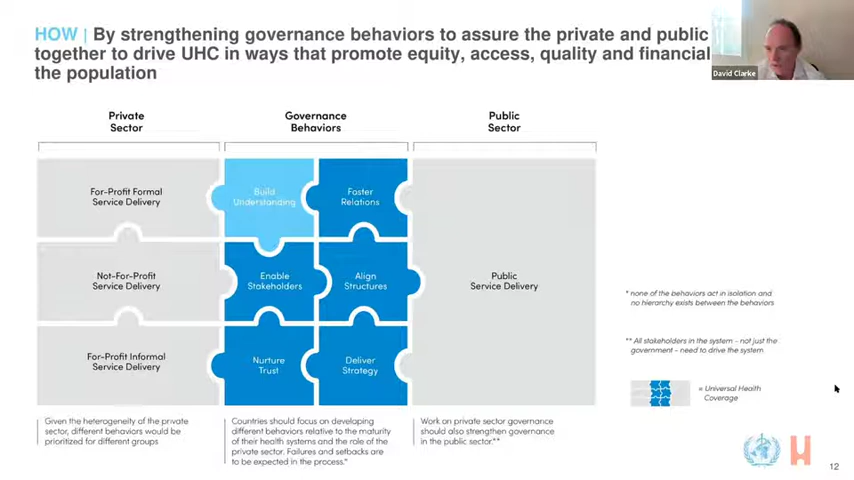 HOW | By strengthening governance behaviors to assure the private and public
together to drive UHC in ways that promote equity, access, quality and financial
the population
David Clarke
Private
Sector
Governance
Behaviors
Public
Sector
For-Profit Formal
Service Delivery
Build
Understanding
Foster
Relations
Not-For-Profit
Service Delivery
Enable
Stakeholders
Align
Structures
Public
Service Delivery
For-Profit Informal
Service Delivery
Nurture
Trust
Deliver
Strategy
* none of the behaviors act in isolation and
no hierarchy exists between the behaviors
** All stakeholders in the system - not just the
government - need to drive the system
= Universal Health
Coverage
Given the heterogeneity of the private
sector, different behaviors would be
prioritized for different groups
Countries should focus on developing
different behaviors relative to the maturity
of their health systems and the role of the
private sector. Failures and setbacks are
to be expected in the process.*
Work on private sector governance
should also strengthen governance
in the public sector.**
12